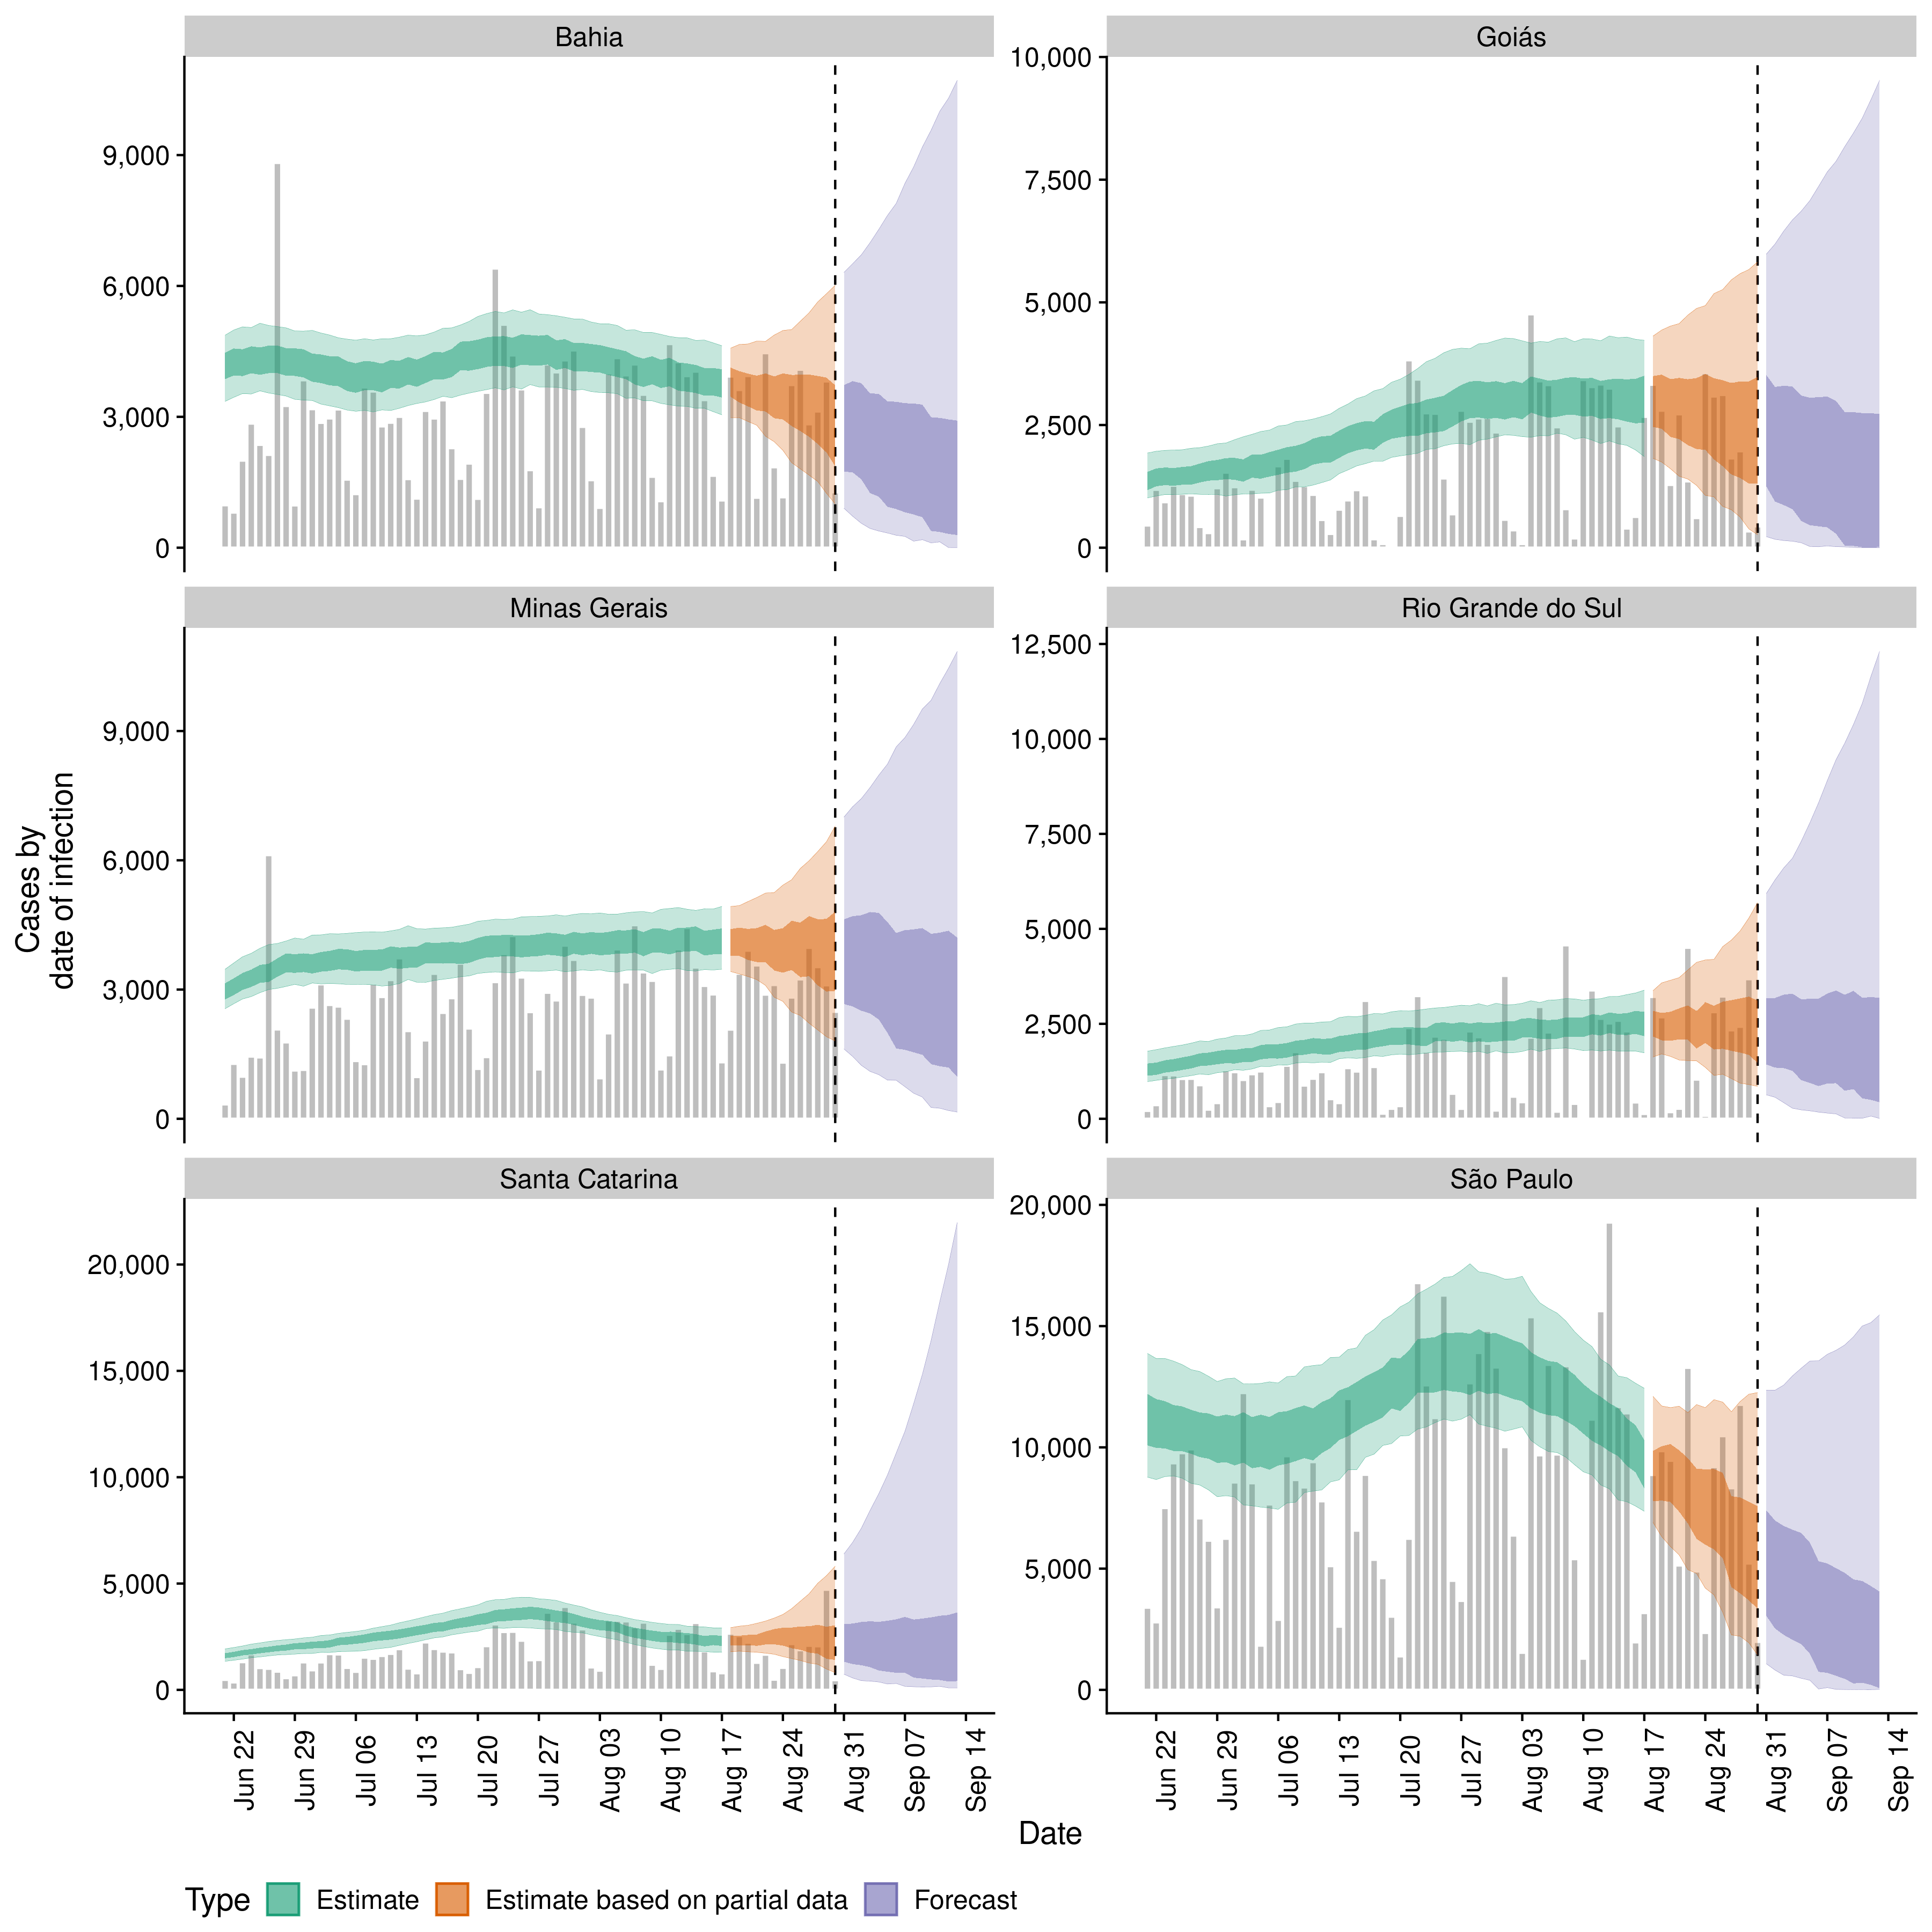 Bahia
Goiás
9,000
6,000
3,000
0
10,000
7,500
5,000
2,500
0
Minas Gerais
Rio Grande do Sul
9,000
6,000
3,000
0
12,500
10,000
7,500
5,000
2,500
0
Cases by
date of infection
Santa Catarina
São Paulo
20,000
15,000
10,000
5,000
0
20,000
15,000
10,000
5,000
0
Jun 22
Jun 29
Jul 06
Jul 13
Jul 20
Jul 27
Aug 03
Aug 10
Aug 17
Aug 24
Aug 31
Sep 07
Sep 14
Jun 22
Jun 29
Jul 06
Jul 13
Jul 20
Jul 27
Aug 03
Aug 10
Aug 17
Aug 24
Aug 31
Sep 07
Sep 14
Date
Type Estimate Estimate based on partial data Forecast